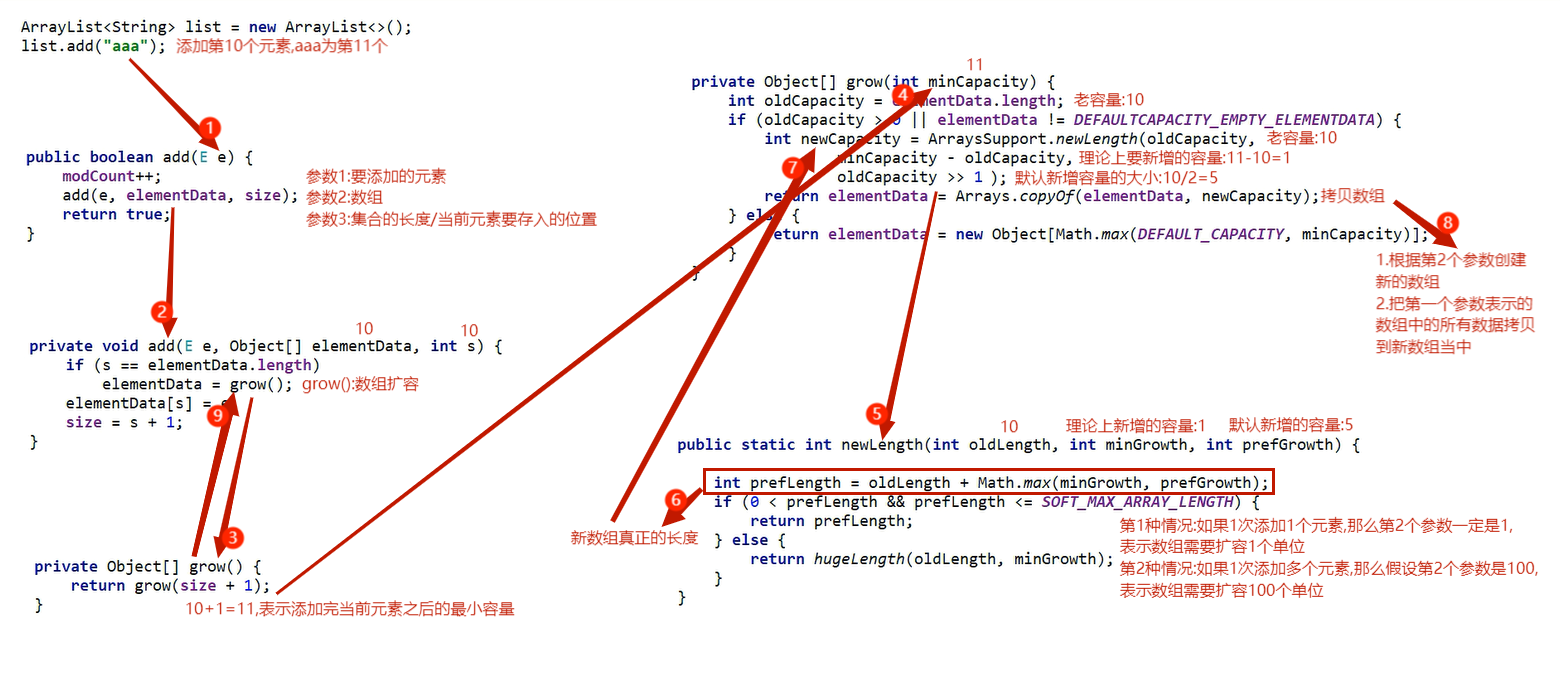 ArrayList<String> list = new ArrayList<>();
list.add("aaa"); 添加第10个元素,aaa为第11个
1
public boolean add(E e) {
modCount++;
参数1:要添加的元素
add(e, elementData, size); 参数2:数组
return true;
参数3:集合的长度/当前元素要存入的位置
}
2
10 10
private void add(E e, Object[] elementData, int s) {
if (s == elementData.length)
elementData = grow(); grow():数组扩容
elementData[s] =
9
size = s + 1;
}
3
private Object[] grow() {
return grow(size + 1);
}
10+1=11,表示添加完当前元素之后的最小容量
11
private Object[] grow(int minCapacity) {
4
int oldCapacity = elementData.length; 老容量:10
if (oldCapacity > 0 || elementData != DEFAULTCAPACITY_EMPTY_ELEMENTDATA) {
int newCapacity = ArraysSupport.newLength(oldCapacity, 老容量:10
7
minCapacity - oldCapacity, 理论上要新增的容量:11-10=1
oldCapacity >> 1 ); 默认新增容量的大小:10/2=5
return elementData = Arrays.copyOf(elementData, newCapacity);拷贝数组
} else {
return elementData = new Object[Math.max(DEFAULT_CAPACITY, minCapacity)];
}
}
8
1.根据第2个参数创建
新的数组
2.把第一个参数表示的
数组中的所有数据拷贝
到新数组当中
5
10 理论上新增的容量:1 默认新增的容量:5
public static int newLength(int oldLength, int minGrowth, int prefGrowth) {
int prefLength = oldLength + Math.max(minGrowth, prefGrowth);
6
新数组真正的长度
if (0 < prefLength && prefLength <= SOFT_MAX_ARRAY_LENGTH) {
return prefLength;
} else {
return hugeLength(oldLength, minGrowth);
}
}
第1种情况:如果1次添加1个元素,那么第2个参数一定是1,
表示数组需要扩容1个单位
第2种情况:如果1次添加多个元素,那么假设第2个参数是100,
表示数组需要扩容100个单位